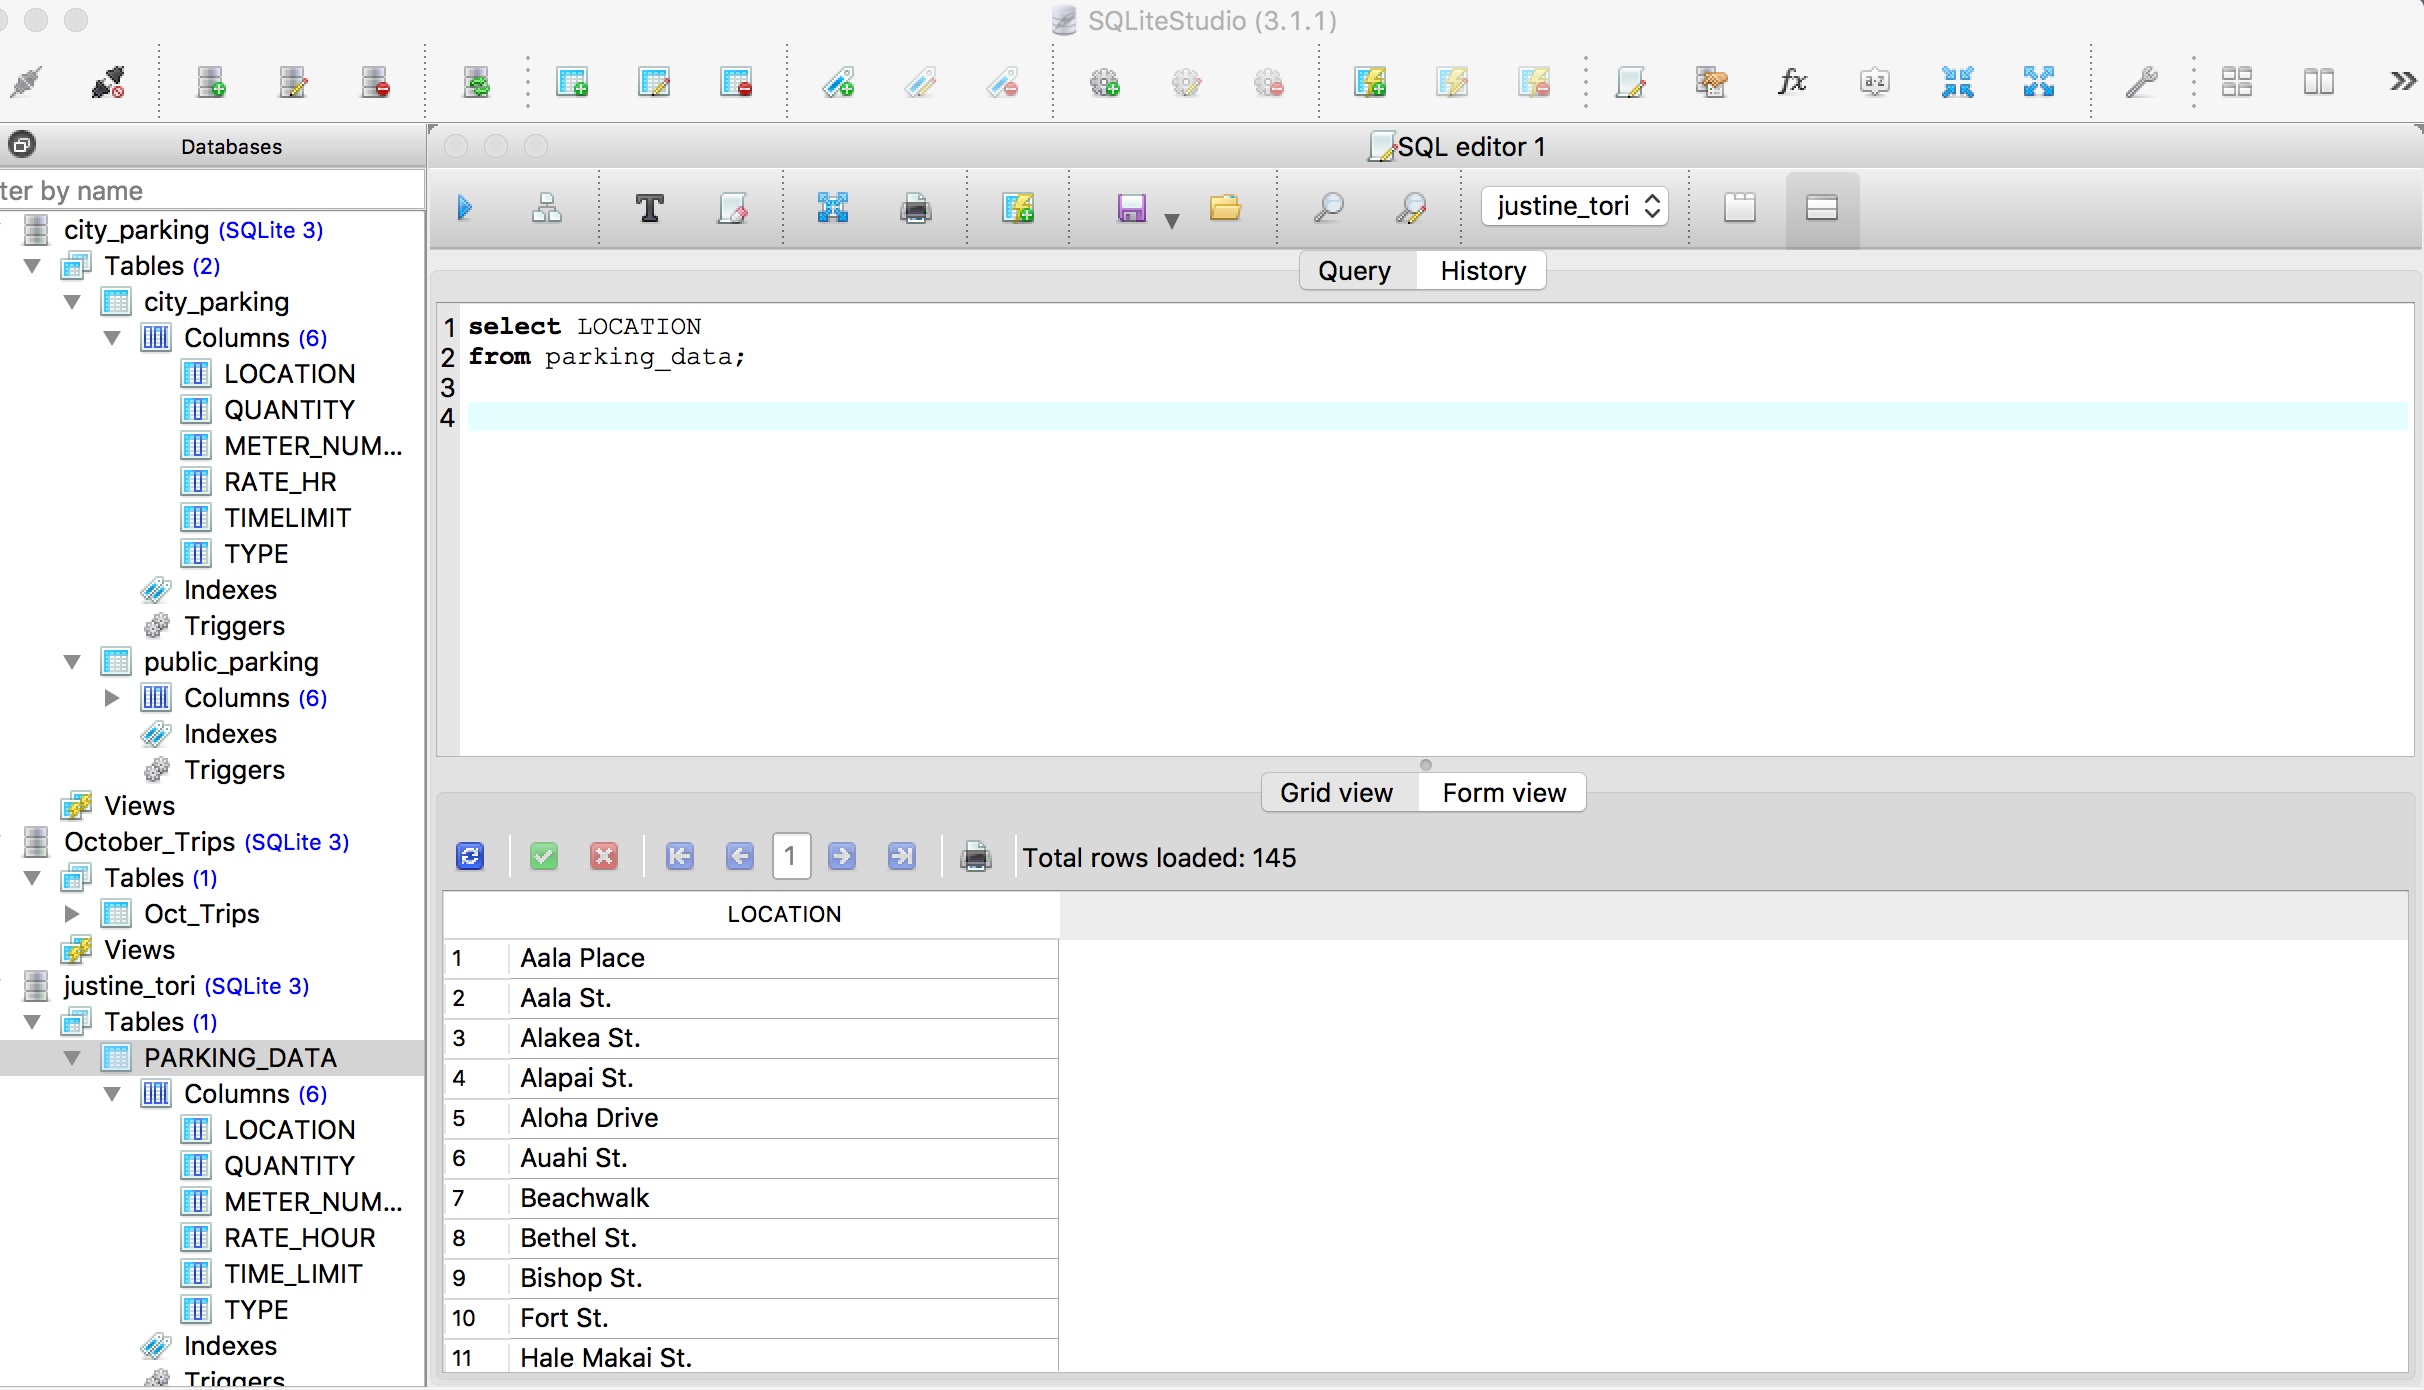 SQLiteStudio (3.1.1)
fx
a·z
Databases
SQL editor 1
ter by name
T
justine_tori
city_parking (SQLite 3)
Tables (2)
city_parking
Columns (6)
LOCATION
QUANTITY
METER_NUM...
RATE_HR
TIMELIMIT
TYPE
Indexes
Triggers
public_parking
Columns (6)
Indexes
Triggers
Views
October_Trips (SQLite 3)
Tables (1)
Oct_Trips
Views
justine_tori (SQLite 3)
Tables (1)
PARKING_DATA
Columns (6)
LOCATION
QUANTITY
METER_NUM...
RATE_HOUR
TIME_LIMIT
TYPE
Indexes
Triggers
Query History
1 select LOCATION
2 from parking_data;
3
4
Grid view Form view
1
Total rows loaded: 145
LOCATION
1 Aala Place
2 Aala St.
3 Alakea St.
4 Alapai St.
5 Aloha Drive
6 Auahi St.
7 Beachwalk
8 Bethel St.
9 Bishop St.
10 Fort St.
11 Hale Makai St.